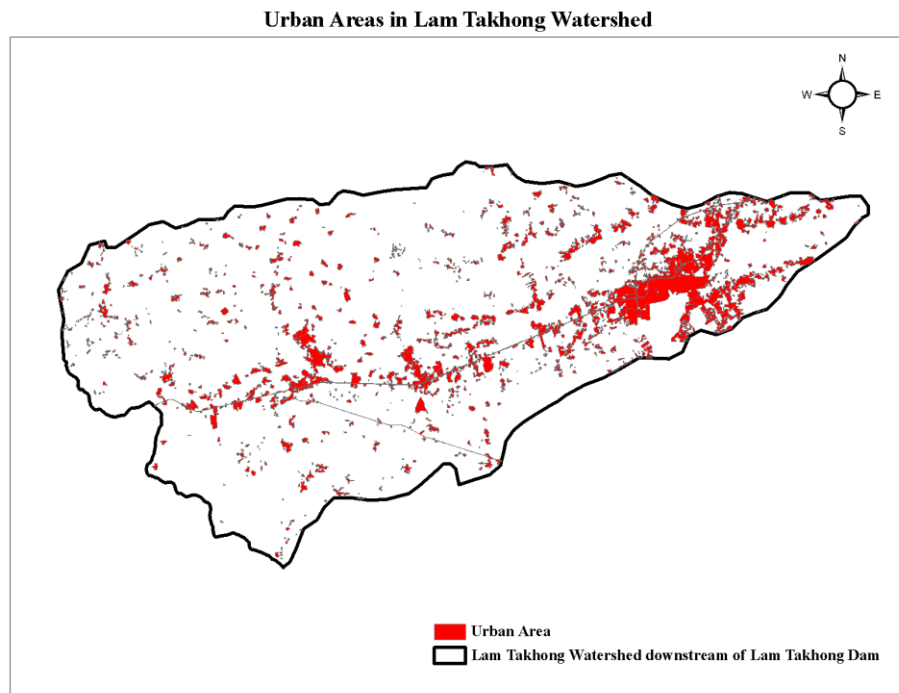 Urban Areas in Lam Takhong Watershed
N
W E
S
Urban Area
Lam Takhong Watershed downstream of Lam Takhong Dam